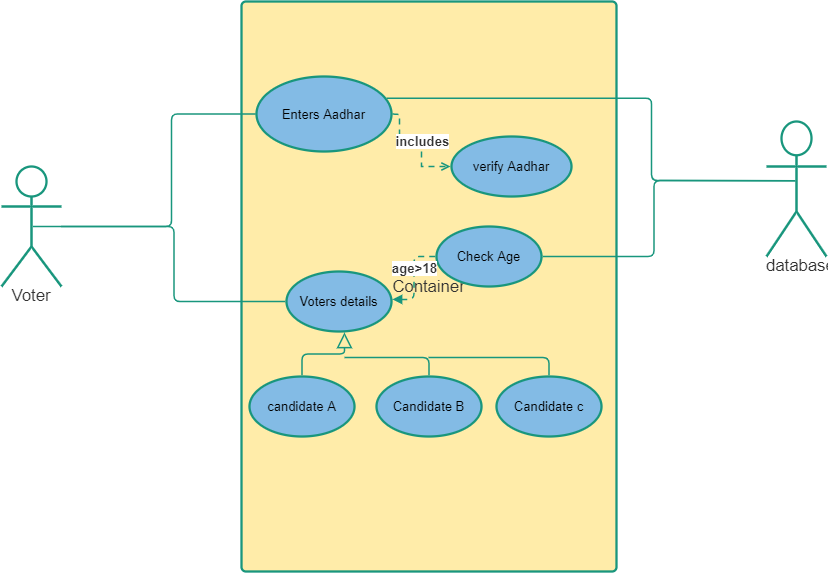 Enters Aadhar
includes
verify Aadhar
Check Age
age>18
Container
Voter
database
Voters details
candidate A
Candidate B
Candidate c